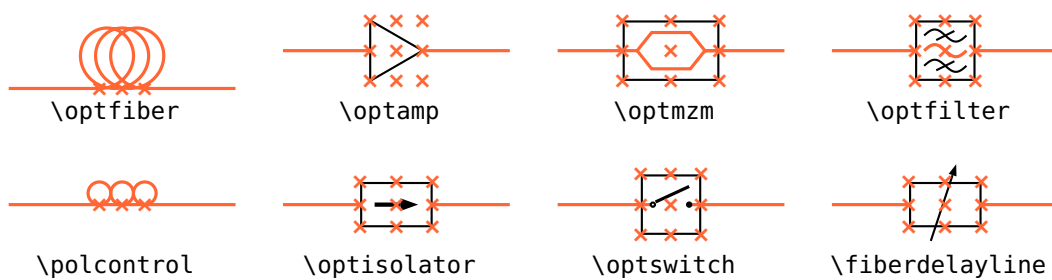 \optfiber
\optamp
\optmzm
\optfilter
\polcontrol
\optisolator
\optswitch
\fiberdelayline